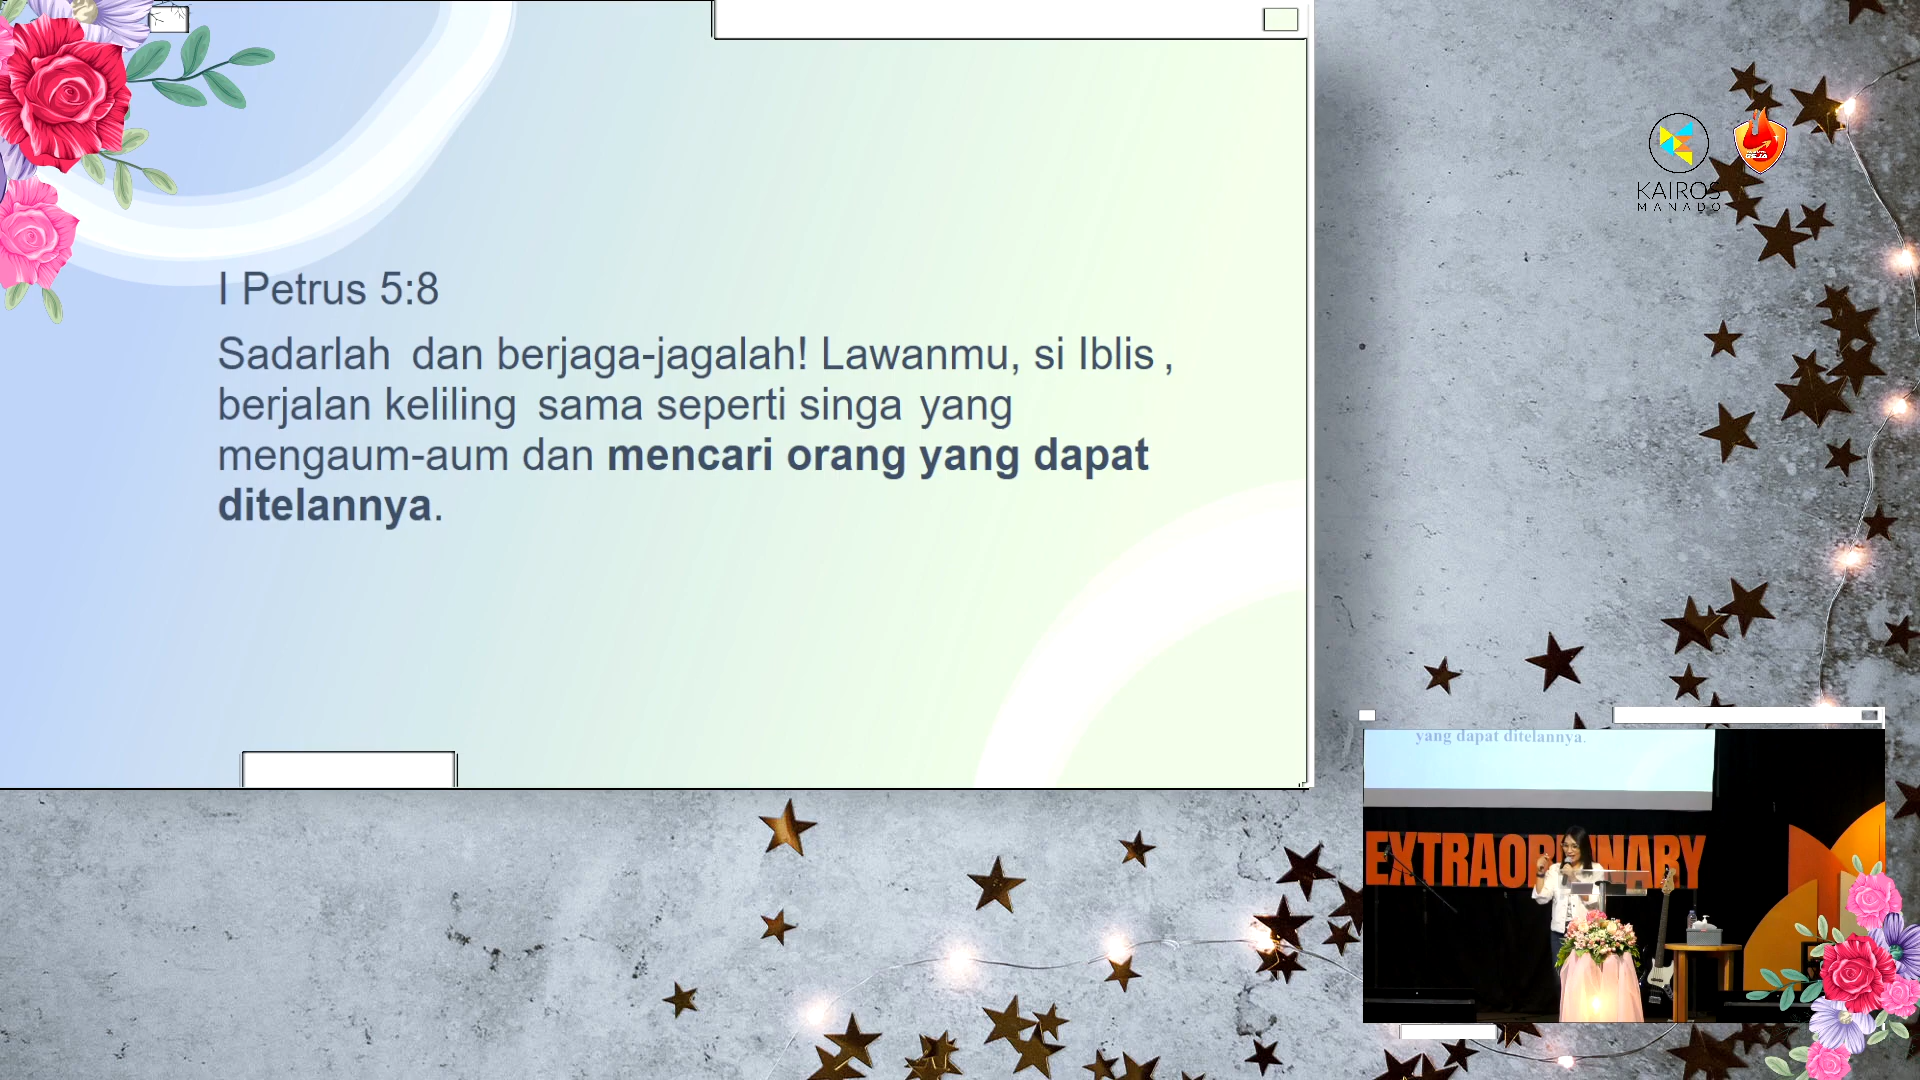 I Petrus 5:8
Sadarlah dan berjaga-jagalah! Lawanmu, si Iblis ,
berjalan keliling sama seperti singa yang
mengaum-aum dan mencari orang yang dapat
ditelannya.
KAIROS
MANADO
yang dapat ditelannya.
EXTRAORDINARY